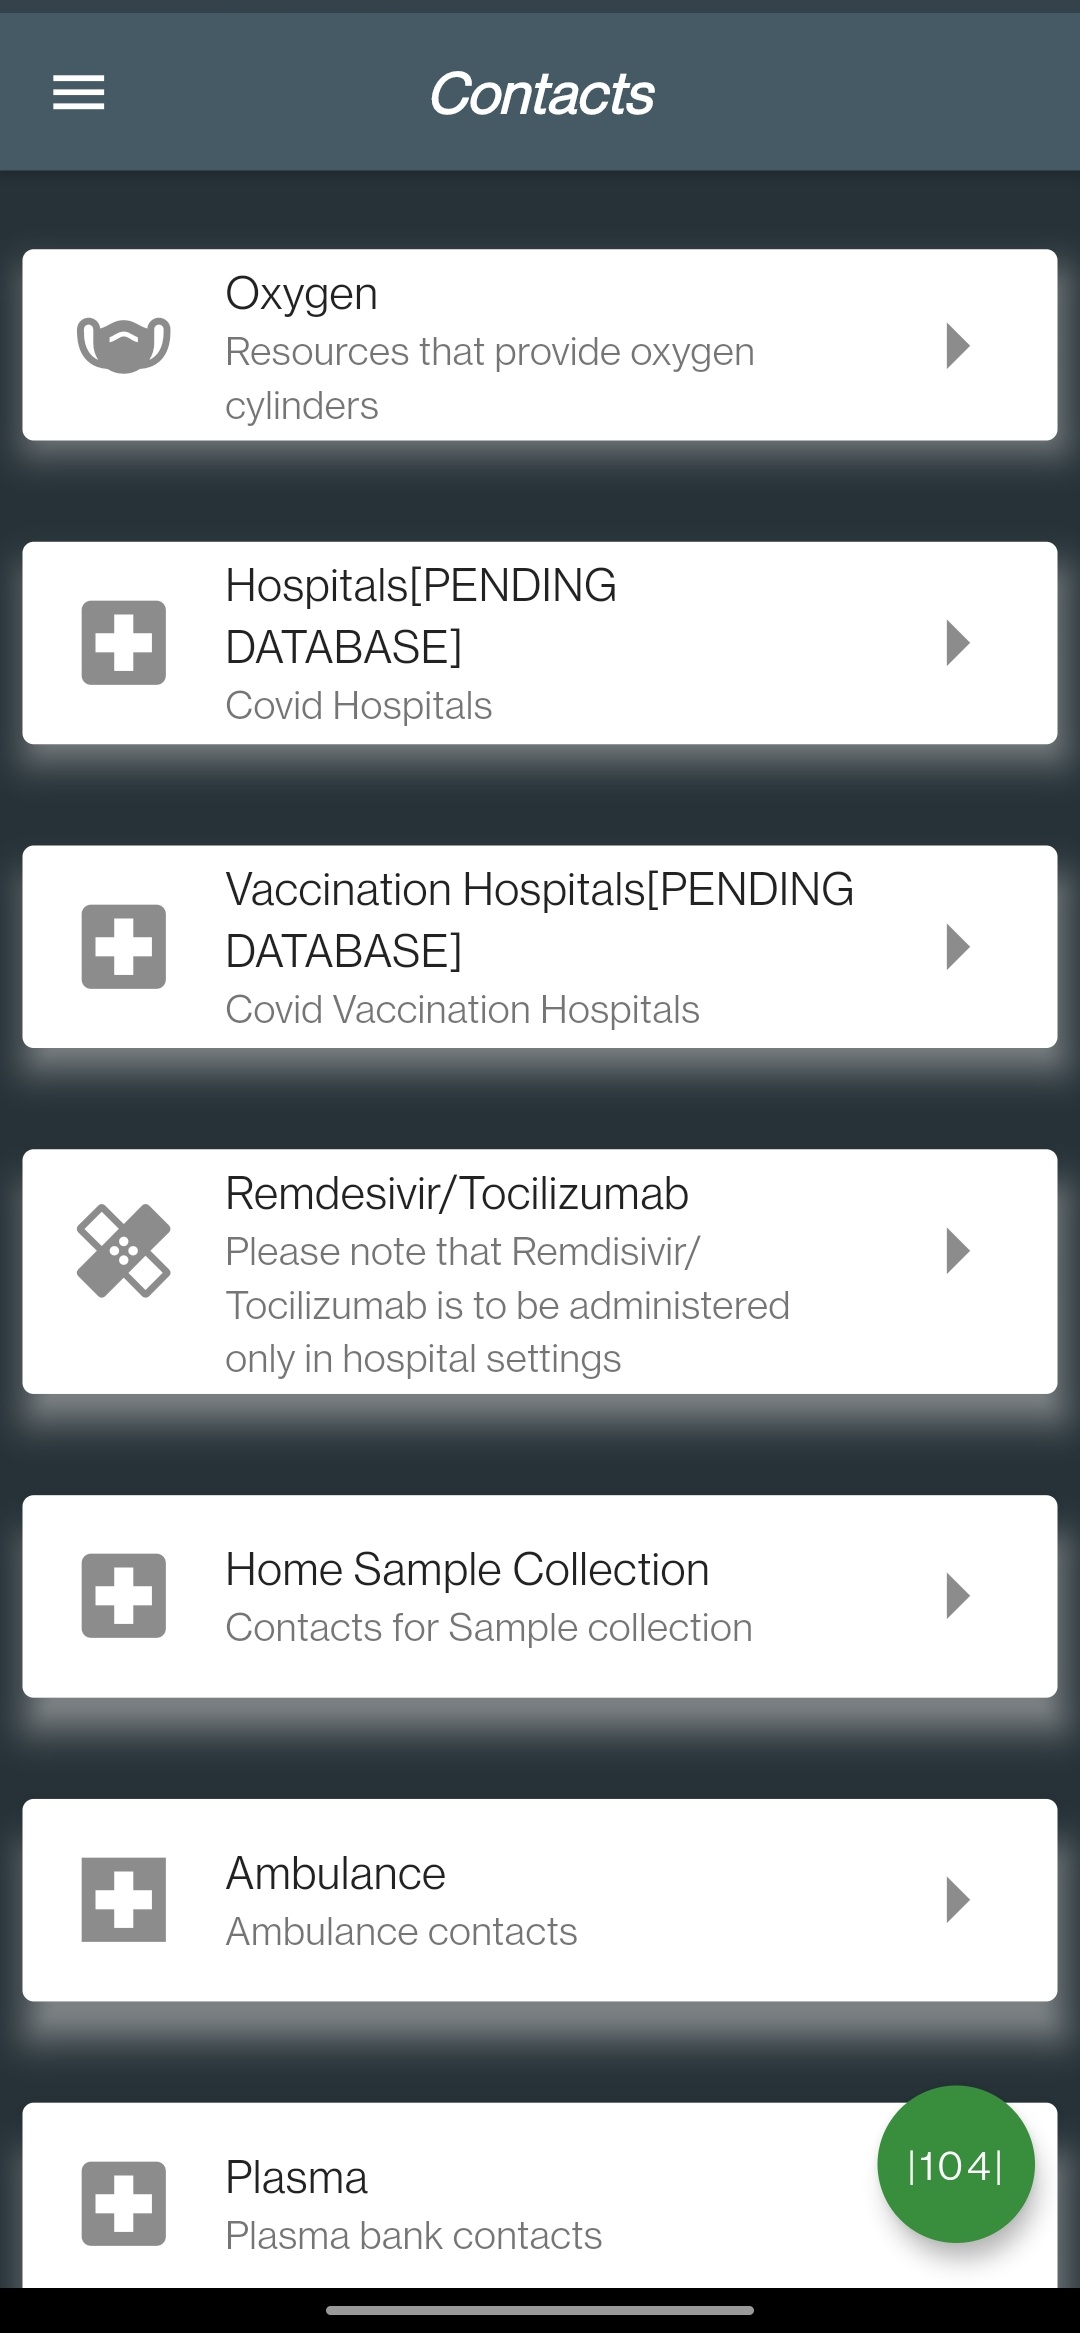 Contacts
Oxygen
Resources that provide oxygen
cylinders
Hospitals[PENDING
DATABASE]
Covid Hospitals
Vaccination Hospitals[PENDING
DATABASE]
Covid Vaccination Hospitals
Remdesivir/Tocilizumab
Please note that Remdisivir/
Tocilizumab is to be administered
only in hospital settings
Home Sample Collection
Contacts for Sample collection
Ambulance
Ambulance contacts
Plasma
Plasma bank contacts
|104|